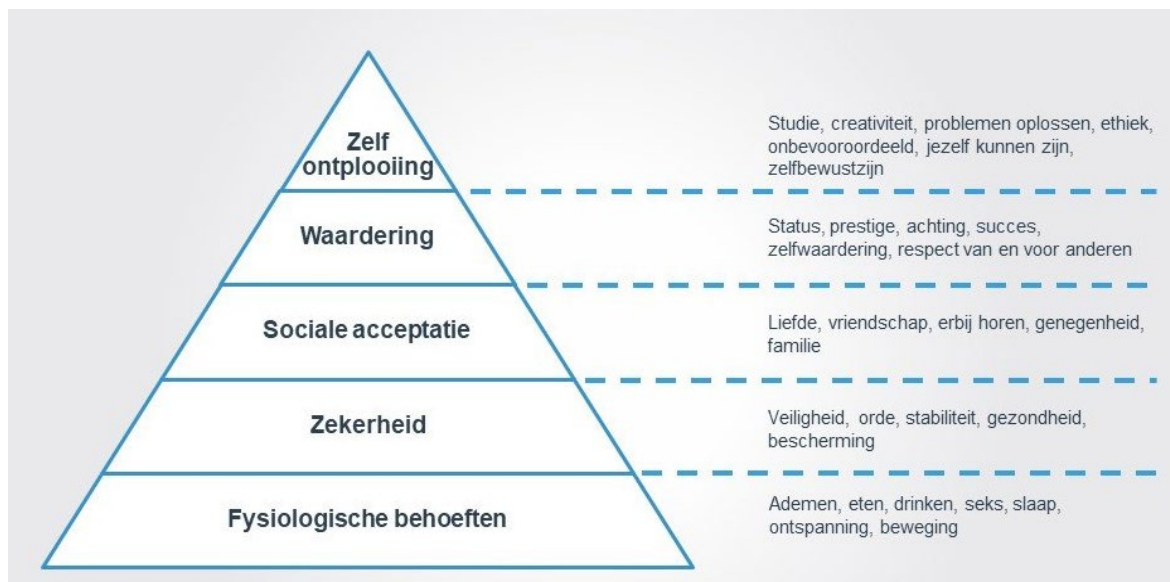 Zelf
ontplooiing
Studie, creativiteit, problemen oplossen, ethiek,
onbevooroordeeld, jezelf kunnen zijn,
zelfbewustzijn
Waardering
Status, prestige, achting, succes,
zelfwaardering, respect van en voor anderen
Sociale acceptatie
Liefde, vriendschap, erbij horen, genegenheid,
familie
Zekerheid
Veiligheid, orde, stabiliteit, gezondheid,
bescherming
Fysiologische behoeften
Ademen, eten, drinken, seks, slaap,
ontspanning, beweging